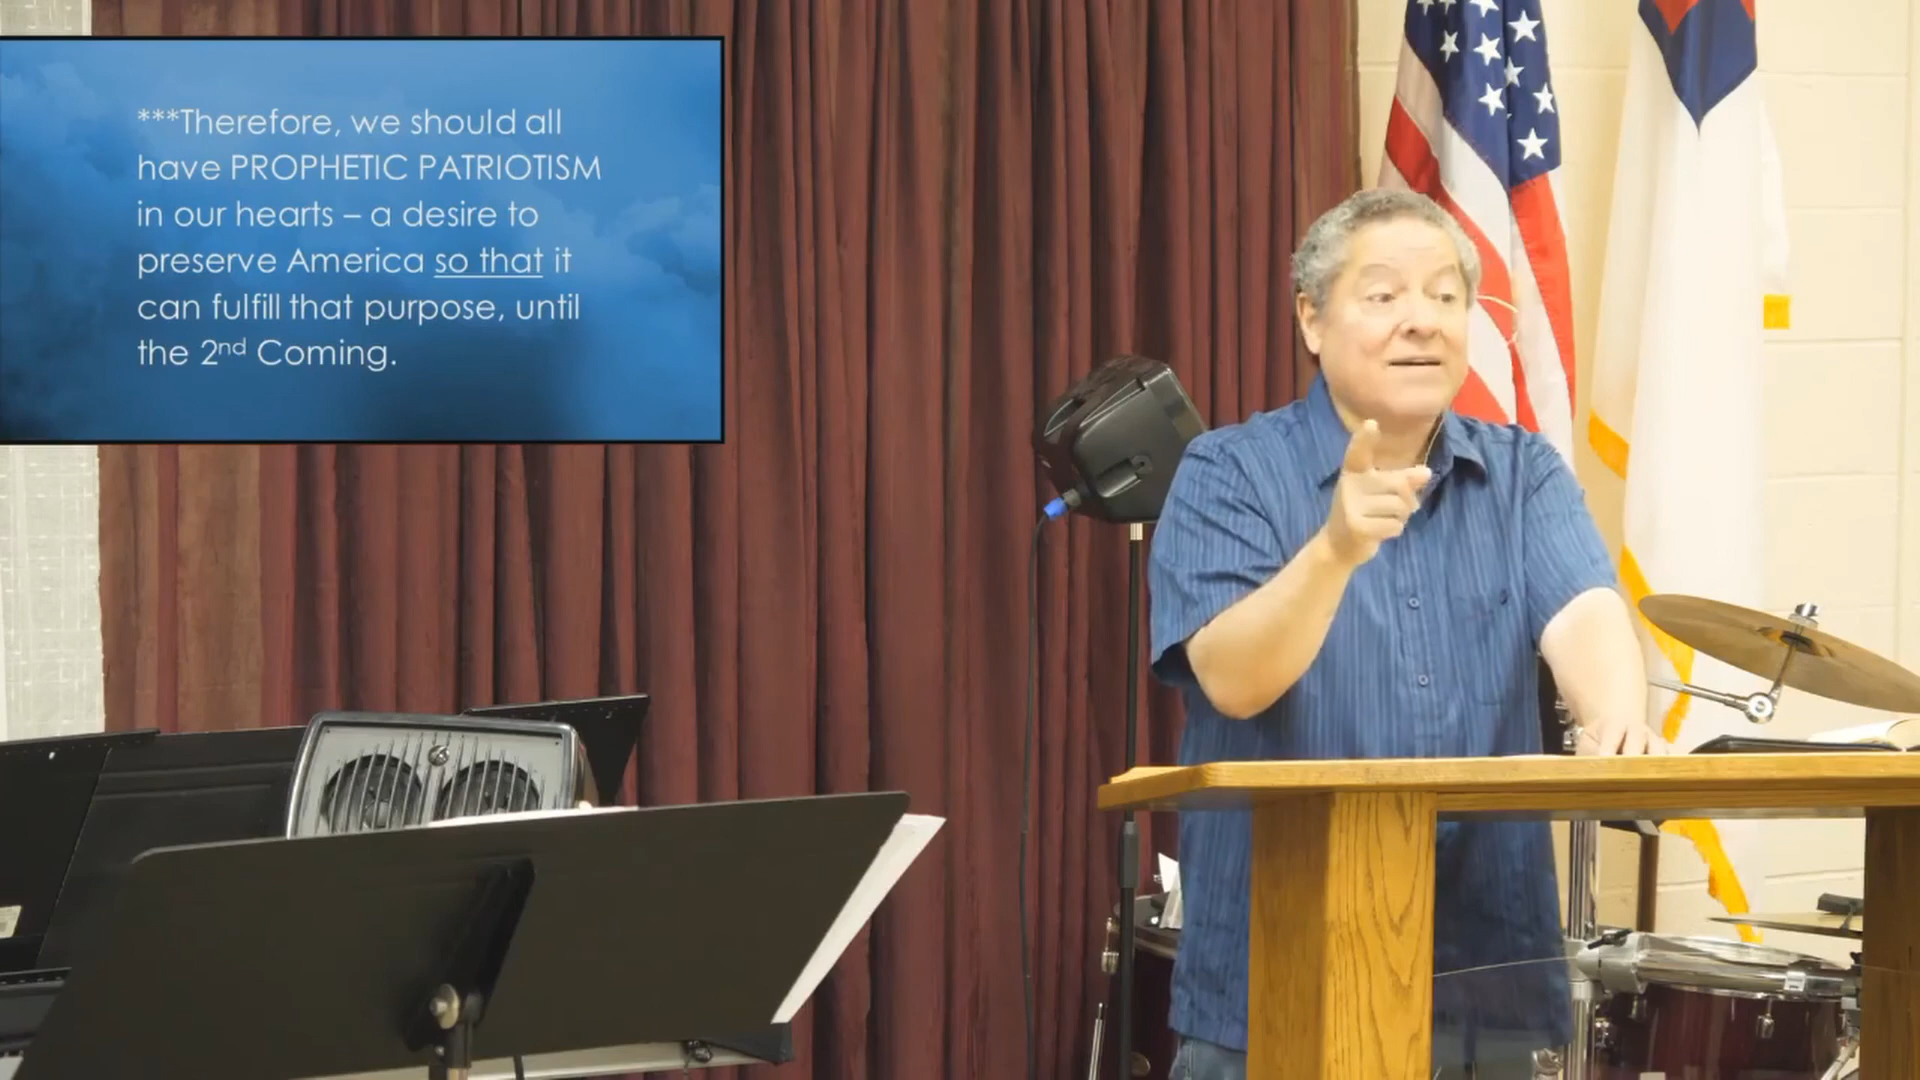 ***Therefore, we should all
have PROPHETIC PATRIOTISM
in our hearts – a desire to
preserve America so that it
can fulfill that purpose, until
the 2nd Coming.